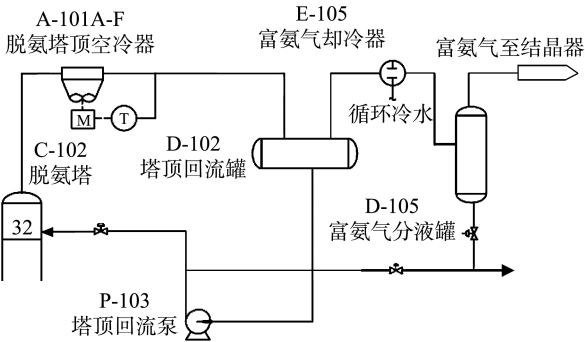 A-101A-F
脱氨塔顶空冷器
E-105
富氨气却冷器
富氨气至结晶器
M
T
循环冷水
C-102
脱氨塔
D-102
塔顶回流罐
32
D-105
富氨气分液罐
P-103
塔顶回流泵